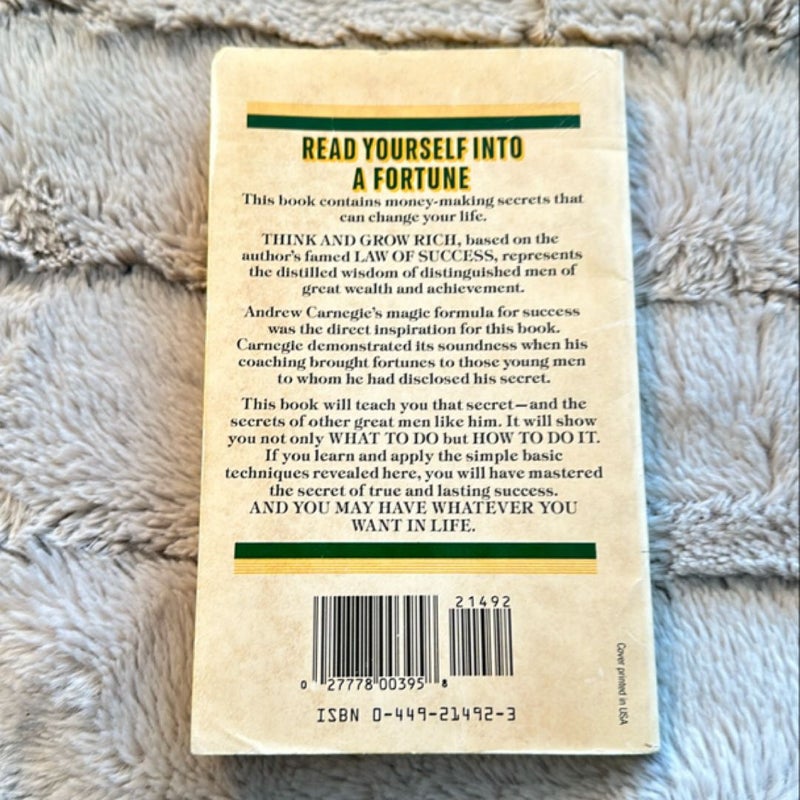 READ YOURSELF INTO
A FORTUNE
This book contains money-making secrets that
can change your life.
THINK AND GROW RICH, based on the
author's famed LAW OF SUCCESS, represents
the distilled wisdom of distinguished men of
great wealth and achievement.
Andrew Carnegie's magic formula for success
was the direct inspiration for this book.
Carnegie demonstrated its soundness when his
coaching brought fortunes to those young men
to whom he had disclosed his secret.
This book will teach you that secret—and the
secrets of other great men like him. It will show
you not only WHAT TO DO but HOW TO DO IT.
If you learn and apply the simple basic
techniques revealed here, you will have mastered
the secret of true and lasting success.
AND YOU MAY HAVE WHATEVER YOU
WANT IN LIFE.
21492
0 27778 00395 8
ISBN 0-449-21492-3
Cover printed in USA